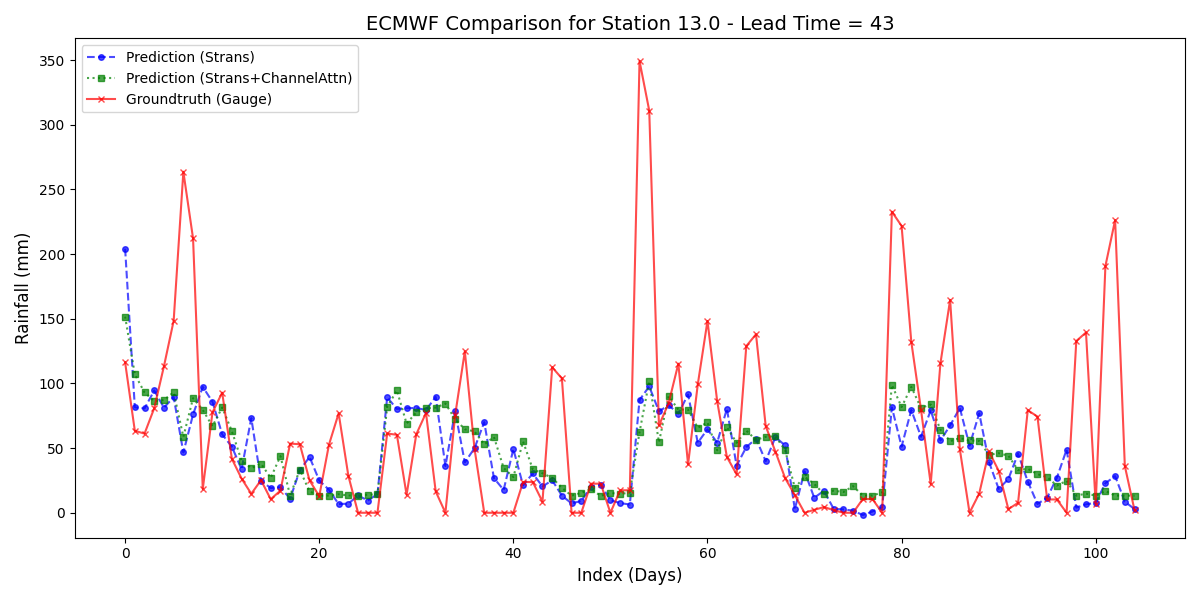 ECMWF Comparison for Station 13.0 - Lead Time = 43
Prediction (Strans)
Prediction (Strans+ChannelAttn)
Groundtruth (Gauge)
Rainfall (mm)
350
300
250
200
150
100
50
0
0 20 40 60 80 100
Index (Days)